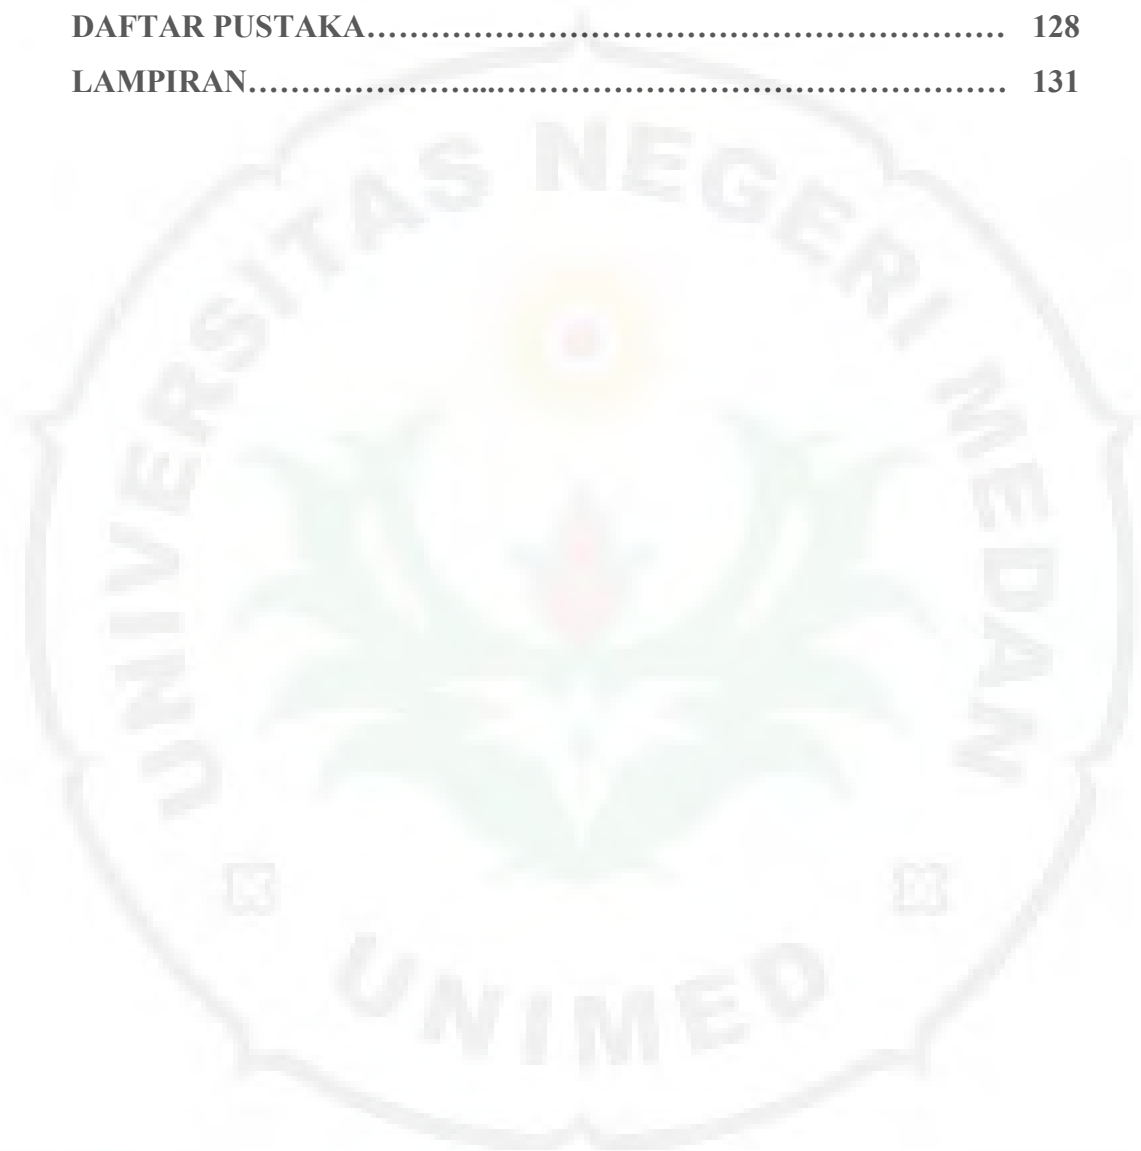 DAFTAR PUSTAKA…………………………………………………… 128
LAMPIRAN…………………...………………………………………… 131
UNIVERSITAS NEGERI MEDAN
UNIMED